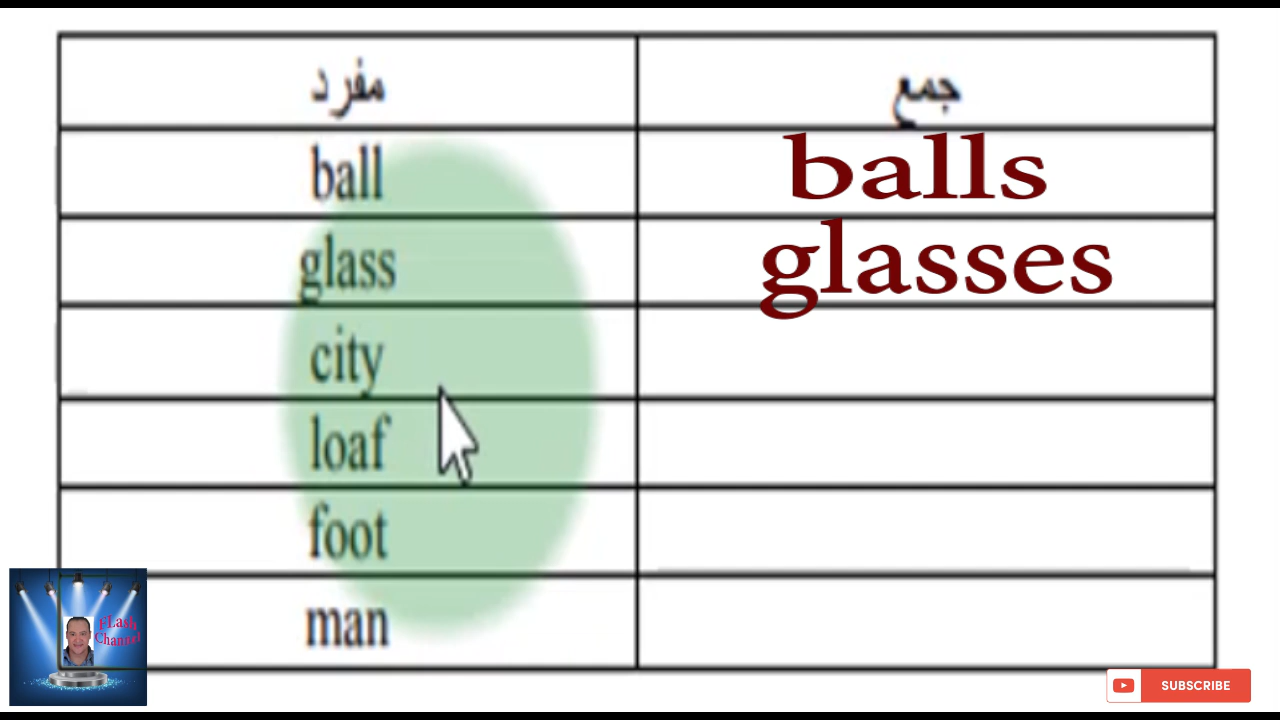 مفرد جمع
ball balls
glass glasses
city
loaf
foot
man
FLash
Channel
SUBSCRIBE